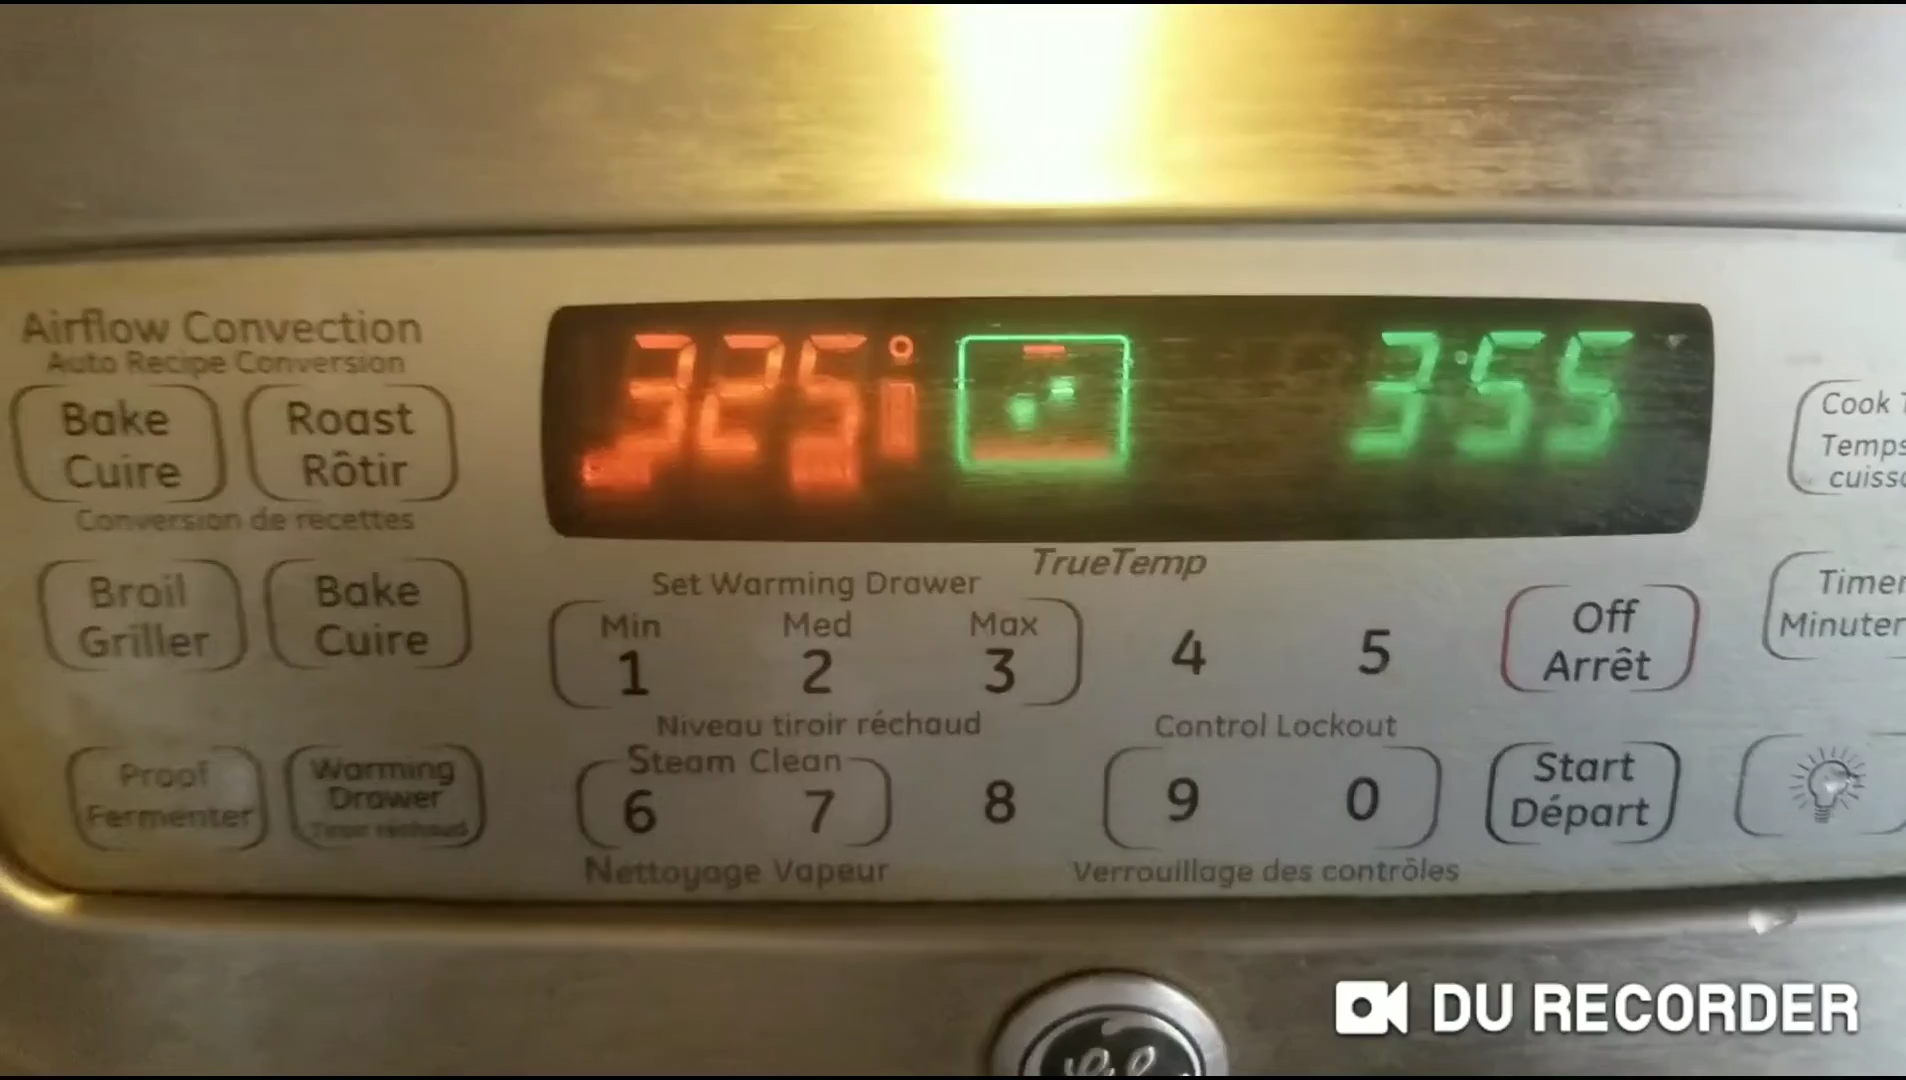 Airflow Convection
Auto Recipe Conversion
Bake
Cuire
Roast
Rôtir
Conversion de recettes
Broil
Griller
Bake
Cuire
Proof
Fermenter
Warming
Drawer
Tiroir réchaud
325°
3:55
TrueTemp
Set Warming Drawer
Min
1
Med
2
Max
3
4
5
Niveau tiroir réchaud
Steam Clean
6
7
8
Nettoyage Vapeur
Control Lockout
9
0
Verrouillage des contrôles
Off
Arrêt
Start
Départ
Cook
Temps
Timer
DU RECORDER